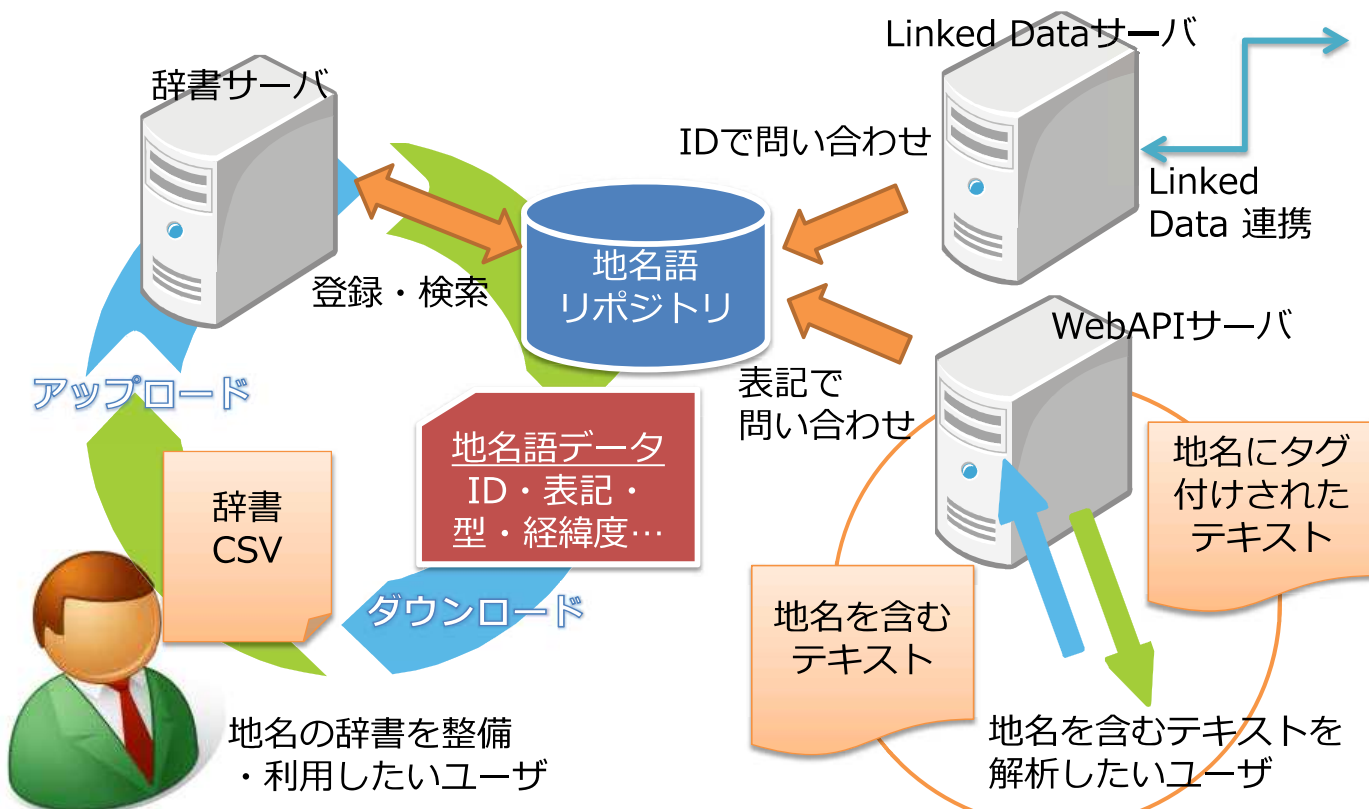 Linked Dataサーバ
辞書サーバ
IDで問い合わせ
Linked
Data 連携
地名語
リポジトリ
登録・検索
WebAPIサーバ
アップロード
表記で
問い合わせ
地名語データ
ID・表記・
型・経緯度…
地名にタグ
付けされた
テキスト
辞書
CSV
ダウンロード
地名を含む
テキスト
地名の辞書を整備
・利用したいユーザ
地名を含むテキストを
解析したいユーザ